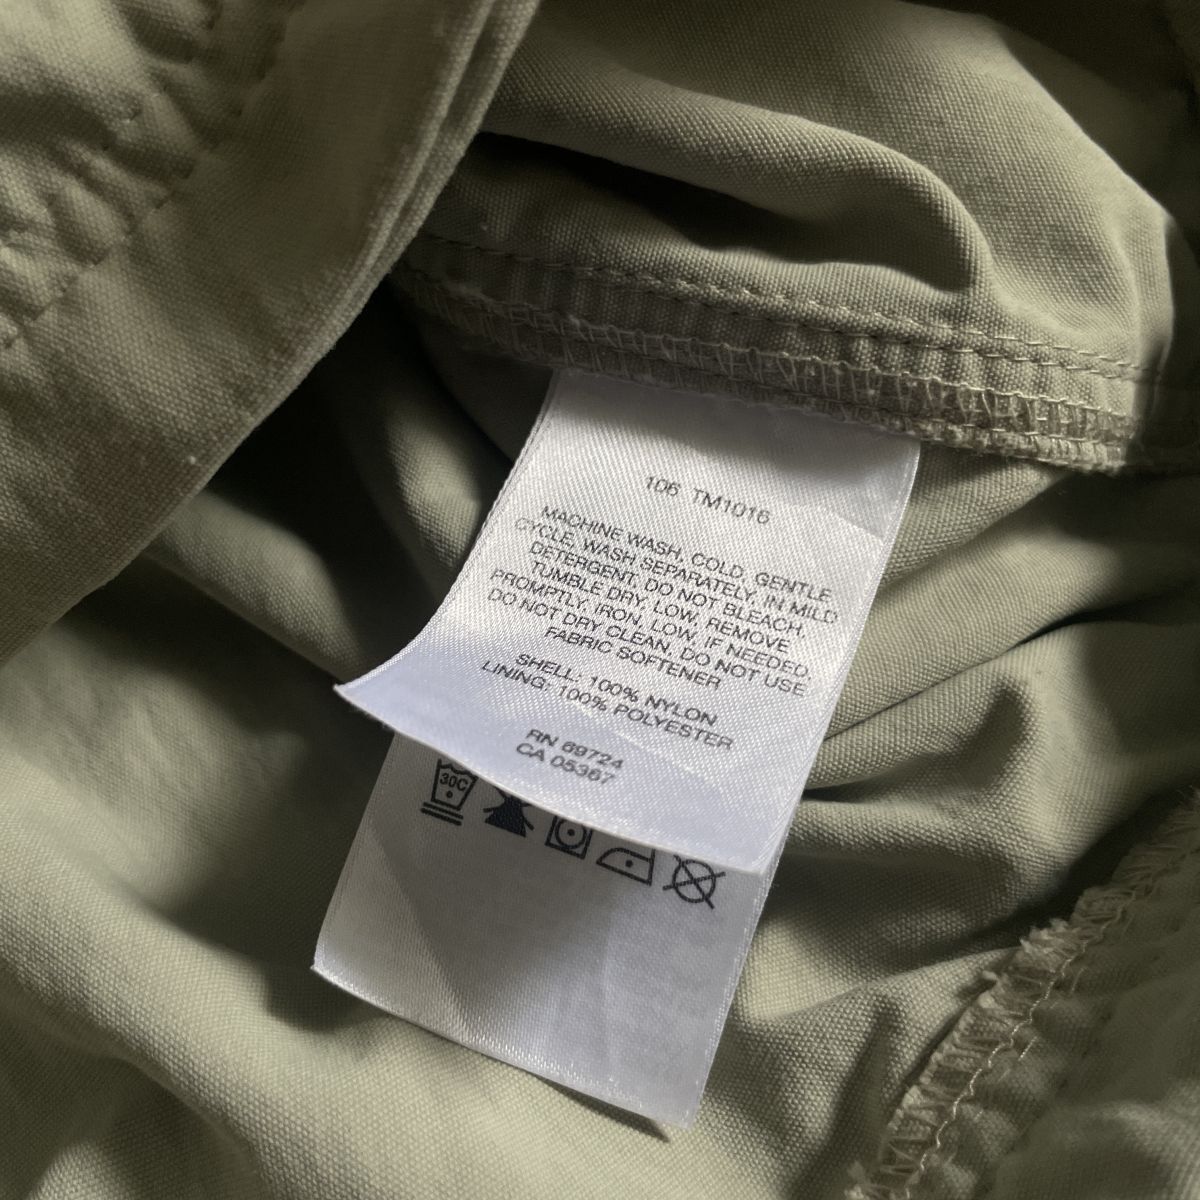 106 TM1016
MACHINE WASH, COLD, GENTLE
CYCLE, WASH SEPARATELY, IN MILD
DETERGENT, DO NOT BLEACH,
TUMBLE DRY, LOW, REMOVE
PROMPTLY, IRON, LOW, IF NEEDED,
DO NOT DRY CLEAN, DO NOT USE
FABRIC SOFTENER
SHELL: 100% NYLON
LINING: 100% POLYESTER
RN 69724
CA 05367
30C